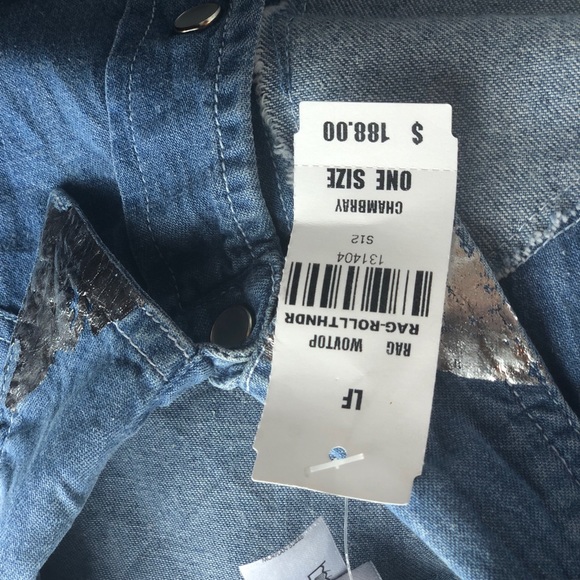 LF
RAG WOVTOP
RAG-ROLLTHNDR
131404
S12
CHAMBRAY
ONE SIZE
$ 188.00